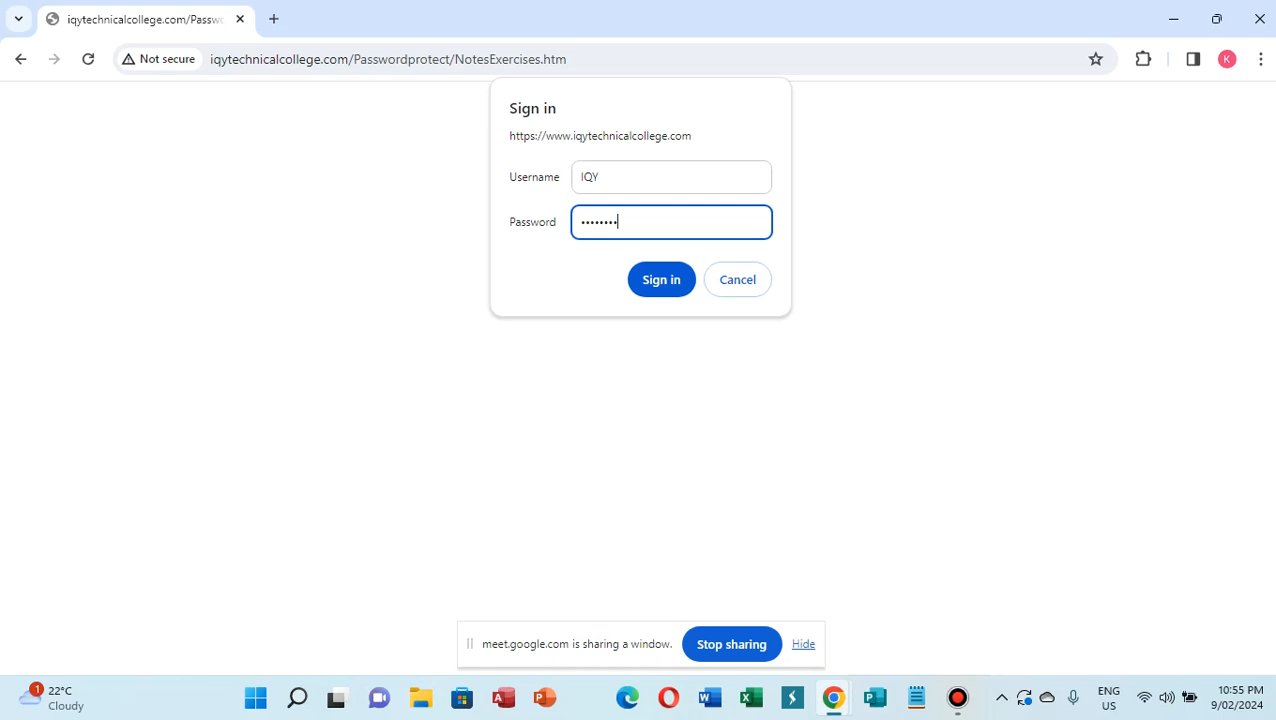 iqytechnicalcollege.com/Passw
Not secure
iqytechnicalcollege.com/Passwordprotect/NotesExercises.htm
K
Sign in
https://www.iqytechnicalcollege.com
Username
IQY
Password
••••••••
Sign in
Cancel
meet.google.com is sharing a window.
Stop sharing
Hide
1
22°C
Cloudy
ENG
US
10:55 PM
9/02/2024